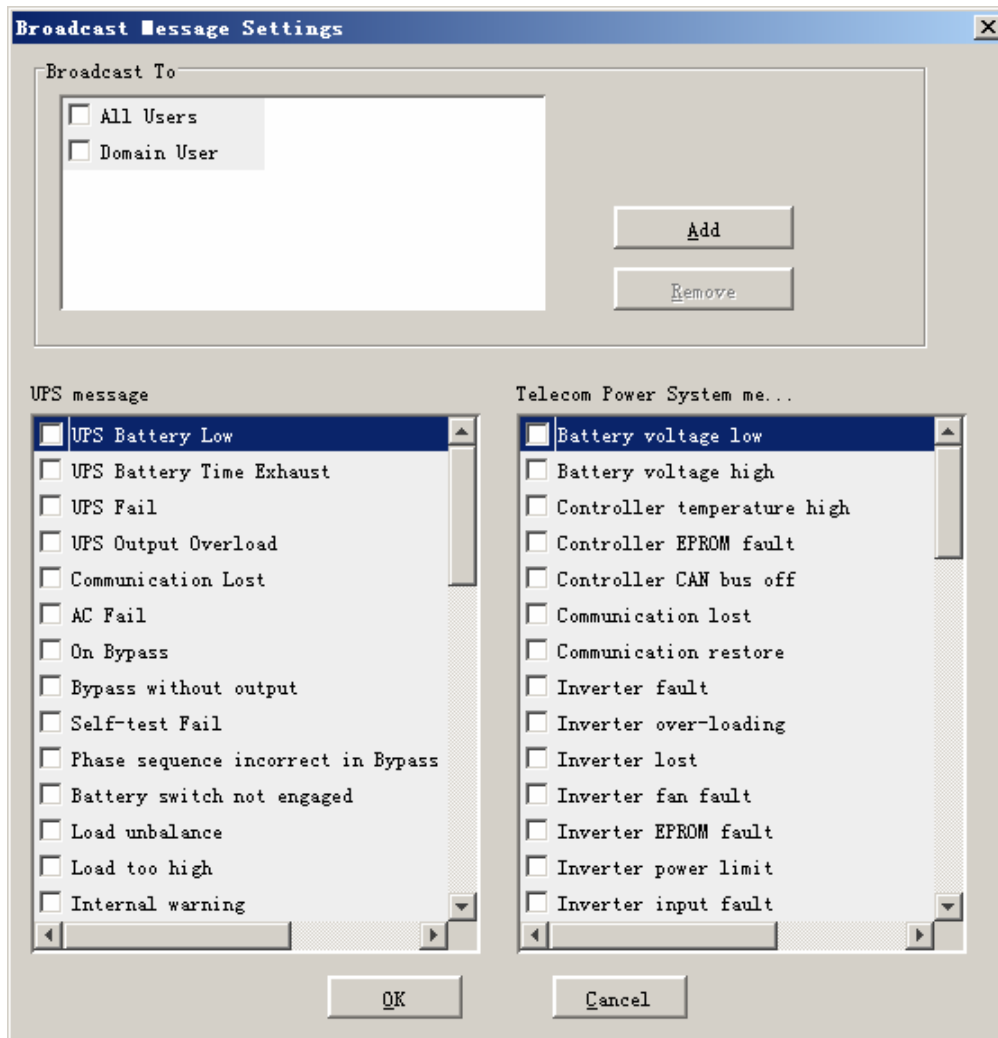 Broadcast Message Settings
Broadcast To
All Users
Domain User
Add
Remove
UPS message
UPS Battery Low
UPS Battery Time Exhaust
UPS Fail
UPS Output Overload
Communication Lost
AC Fail
On Bypass
Bypass without output
Self-test Fail
Phase sequence incorrect in Bypass
Battery switch not engaged
Load unbalance
Load too high
Internal warning
Telecom Power System me...
Battery voltage low
Battery voltage high
Controller temperature high
Controller EPROM fault
Controller CAN bus off
Communication lost
Communication restore
Inverter fault
Inverter over-loading
Inverter lost
Inverter fan fault
Inverter EPROM fault
Inverter power limit
Inverter input fault
OK
Cancel